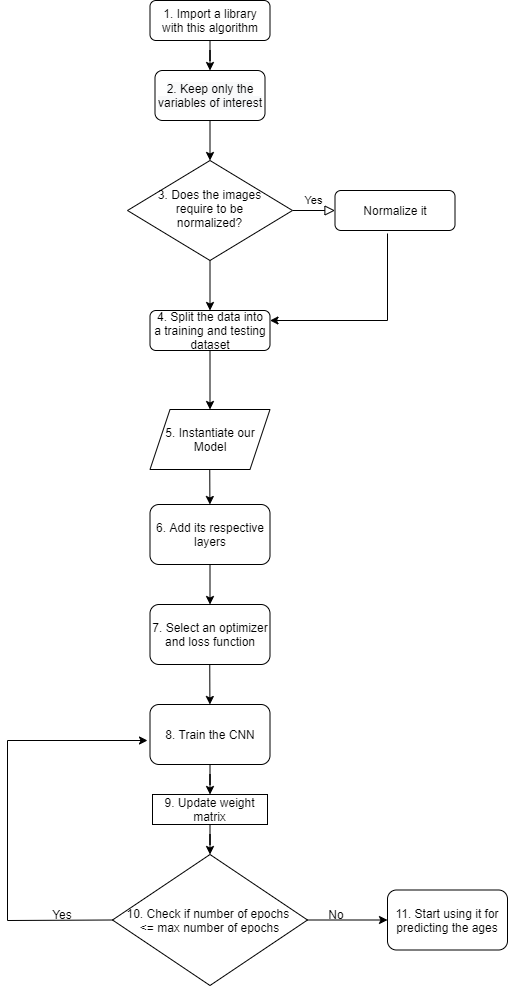 1. Import a library
with this algorithm
2. Keep only the
variables of interest
3. Does the images
require to be
normalized?
Yes
Normalize it
4. Split the data into
a training and testing
dataset
5. Instantiate our
Model
6. Add its respective
layers
7. Select an optimizer
and loss function
8. Train the CNN
9. Update weight
matrix
10. Check if number of epochs
<= max number of epochs
Yes
No
11. Start using it for
predicting the ages